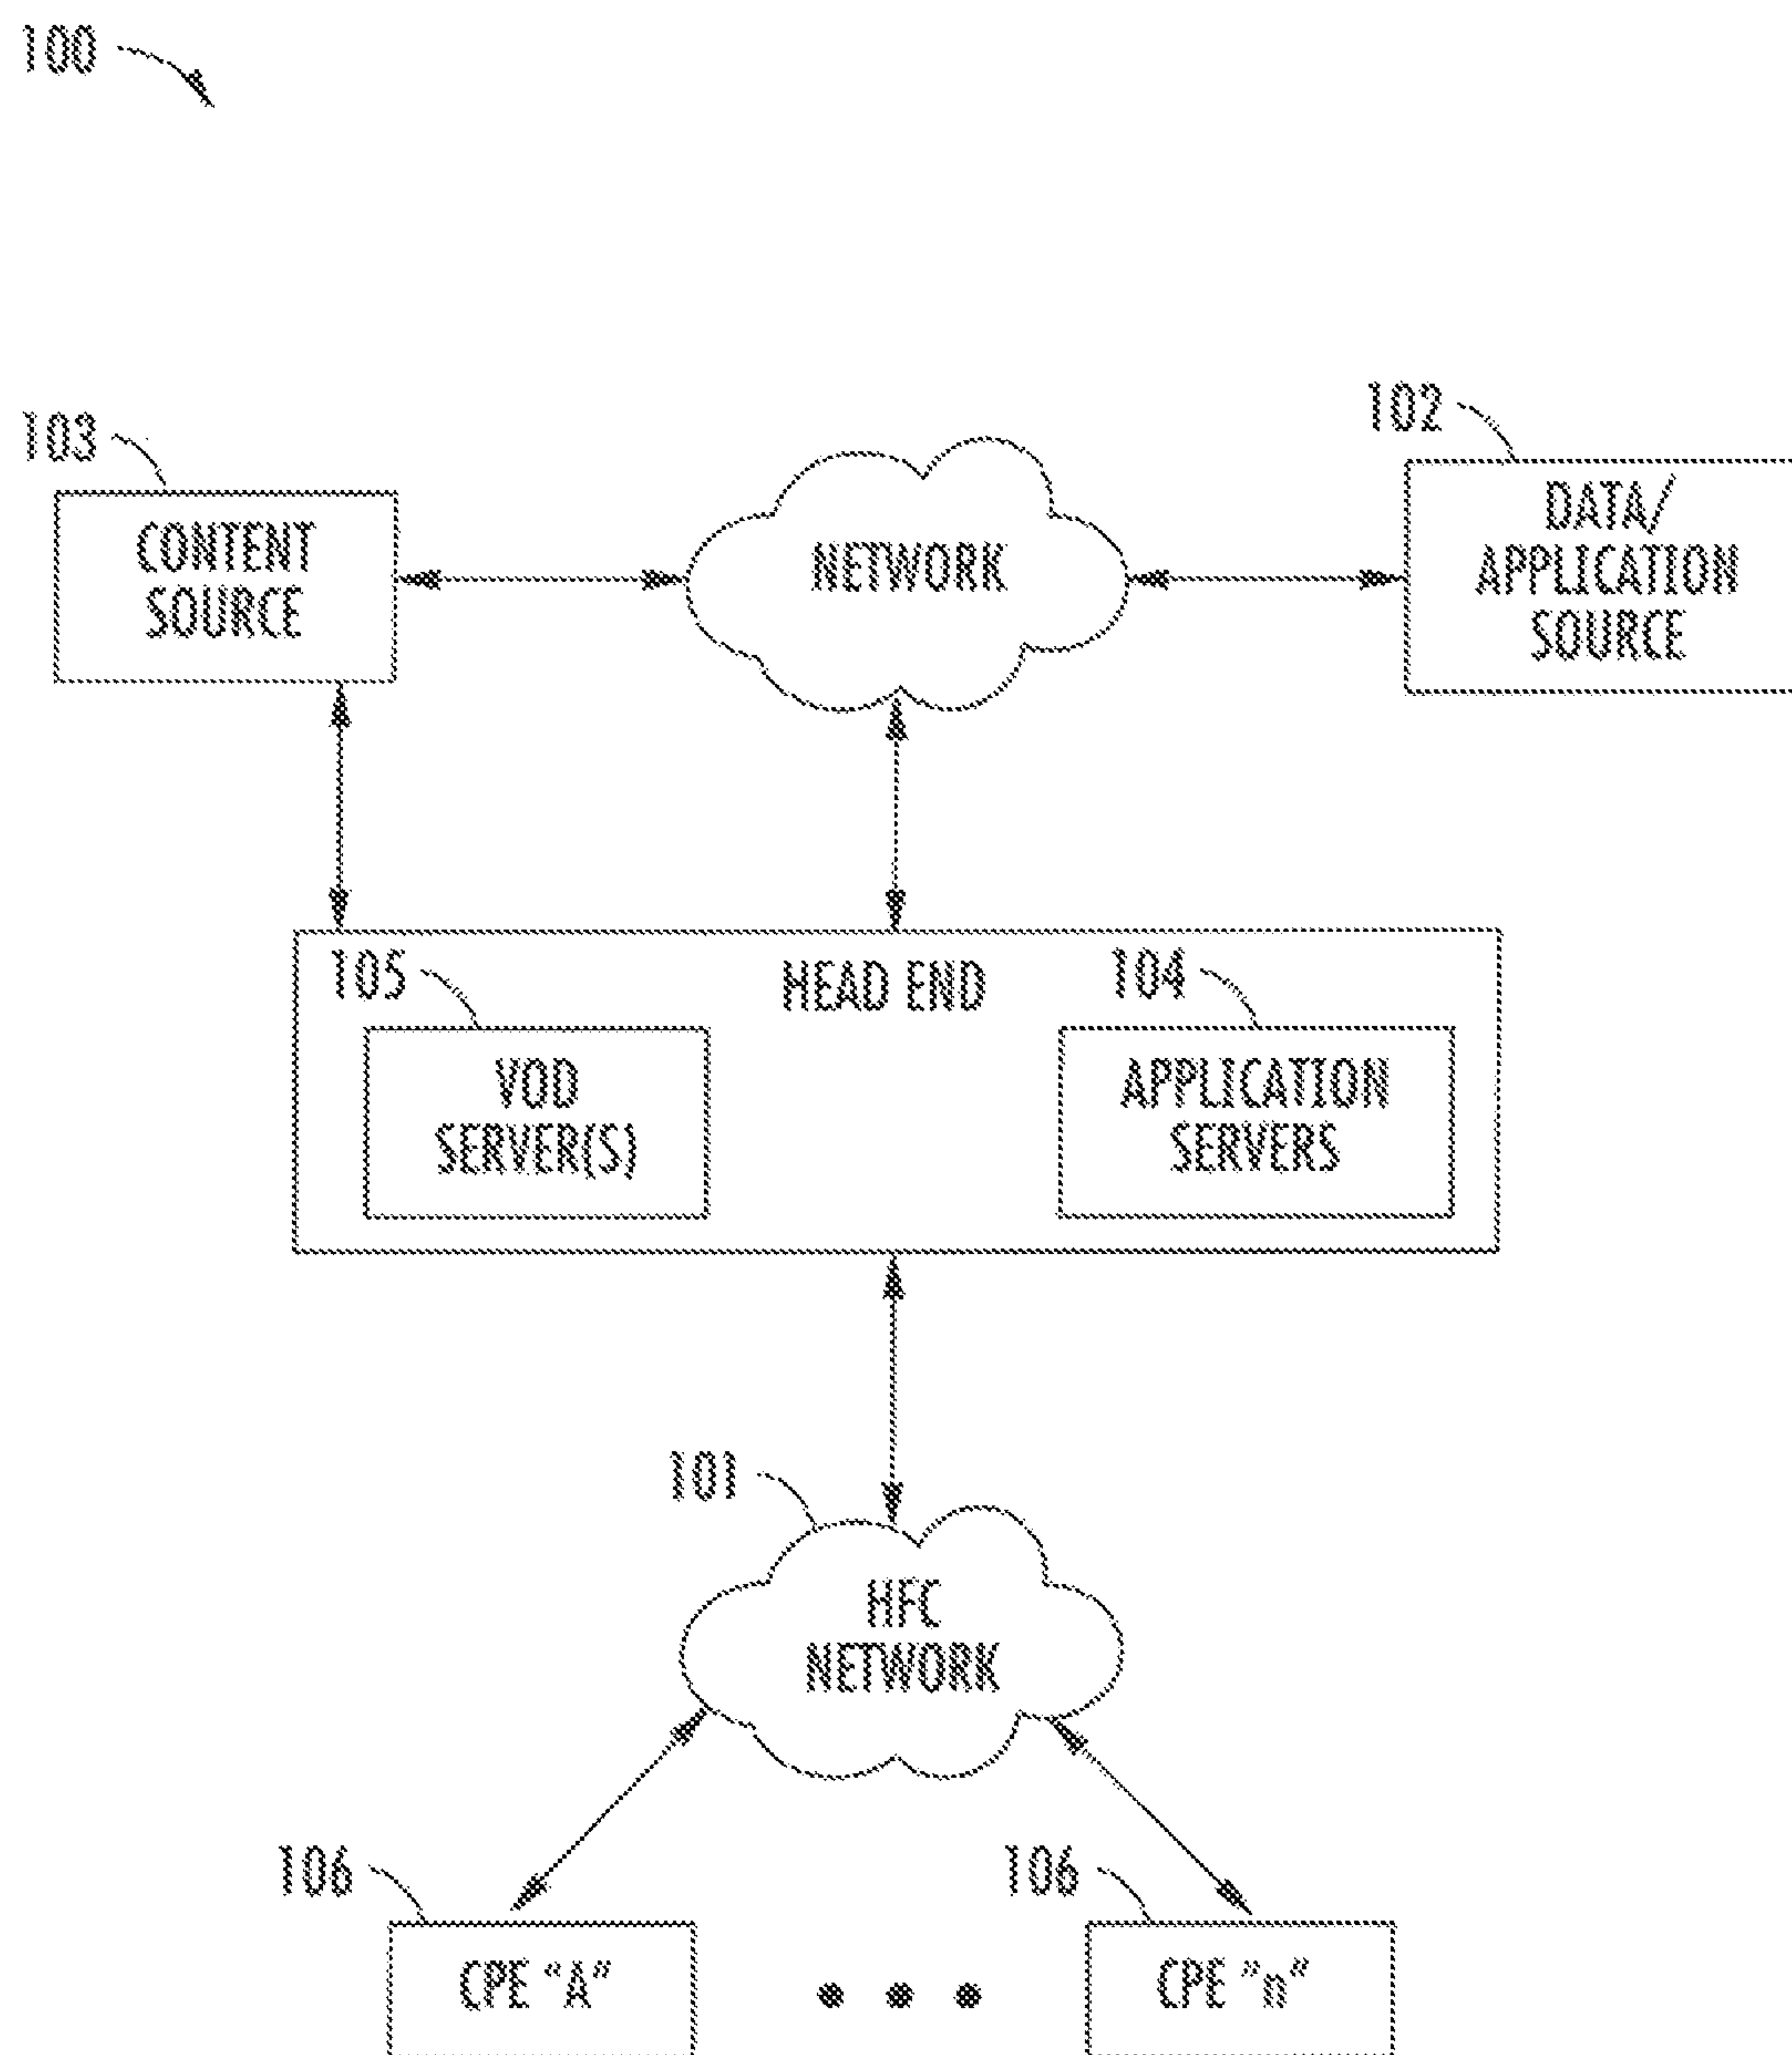 100
103
102
CONTENT
SOURCE
NETWORK
DATA/
APPLICATION
SOURCE
105
HEAD END
104
VOD
SERVER(S)
APPLICATION
SERVERS
101
HFC
NETWORK
106
106
CPE “A”
CPE ”n“